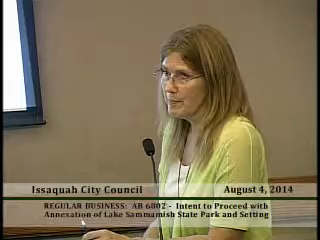 Issaquah City Council August 4, 2014
REGULAR BUSINESS: AB 6802 - Intent to Proceed with
Annexation of Lake Sammamish State Park and Setting